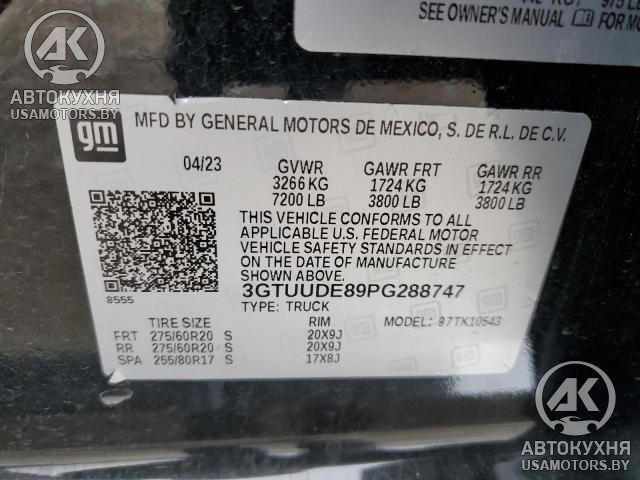 SEE OWNER'S MANUAL FOR MO
AK
АВТОКУХНЯ
USAMOTORS.BY
gm
MFD BY GENERAL MOTORS DE MEXICO, S. DE R.L. DE C.V.
04/23 GVWR GAWR FRT GAWR RR
3266 KG 1724 KG 1724 KG
7200 LB 3800 LB 3800 LB
THIS VEHICLE CONFORMS TO ALL
APPLICABLE U.S. FEDERAL MOTOR
VEHICLE SAFETY STANDARDS IN EFFECT
ON THE DATE OF MANUFACTURE
SHOWN ABOVE.
8555
3GTUUDE89PG288747
TYPE: TRUCK
TIRE SIZE RIM MODEL: 97TK10543
FRT 275/60R20 S 20X9J
RR 275/60R20 S 20X9J
SPA 255/80R17 S 17X8J
AK
АВТОКУХНЯ
USAMOTORS.BY